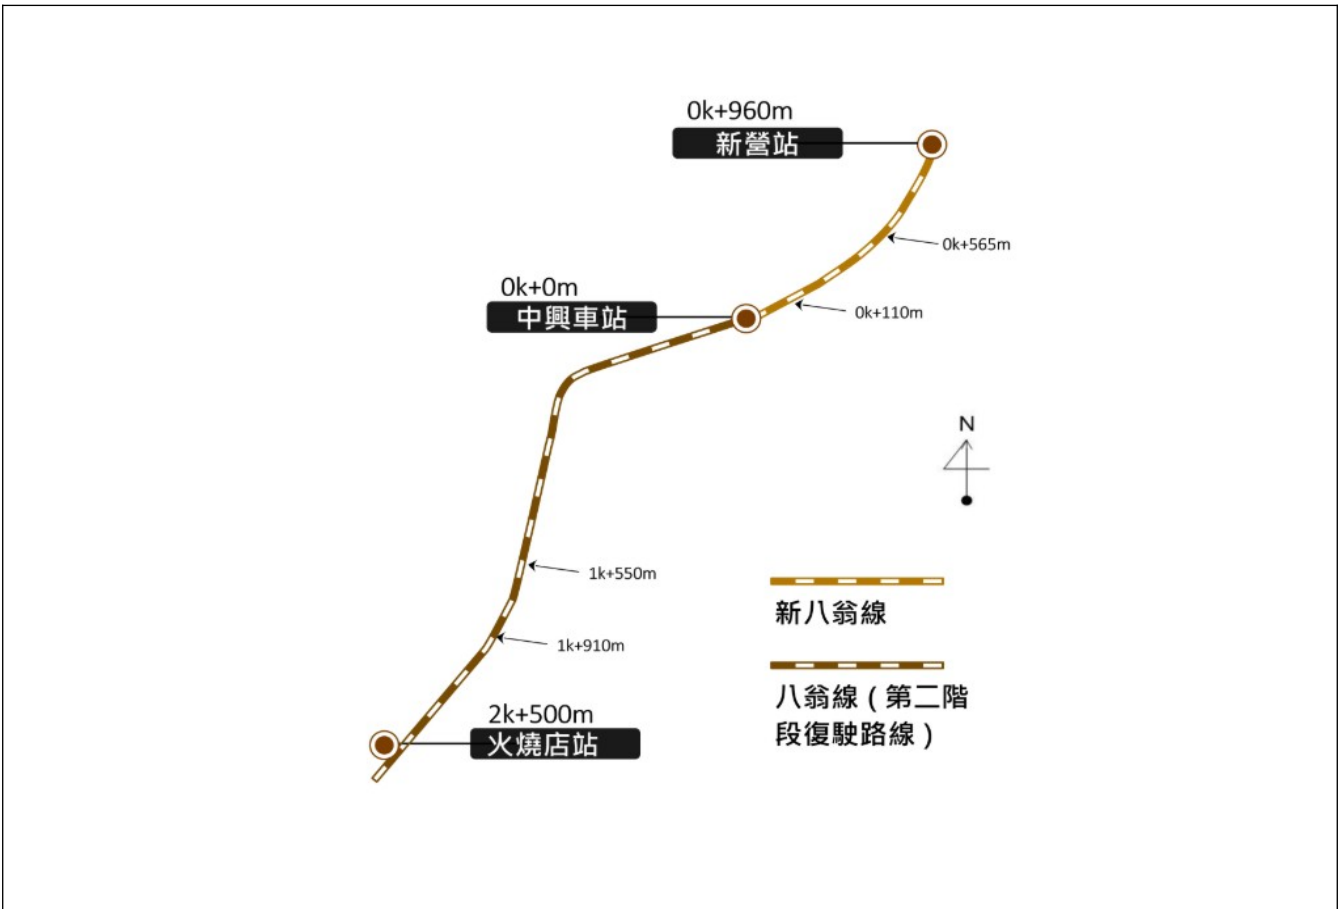 0k+960m
新營站
0k+565m
0k+0m
中興車站
0k+110m
N
1k+550m
新八翁線
1k+910m
八翁線 ( 第二階
段復駛路線 )
2k+500m
火燒店站